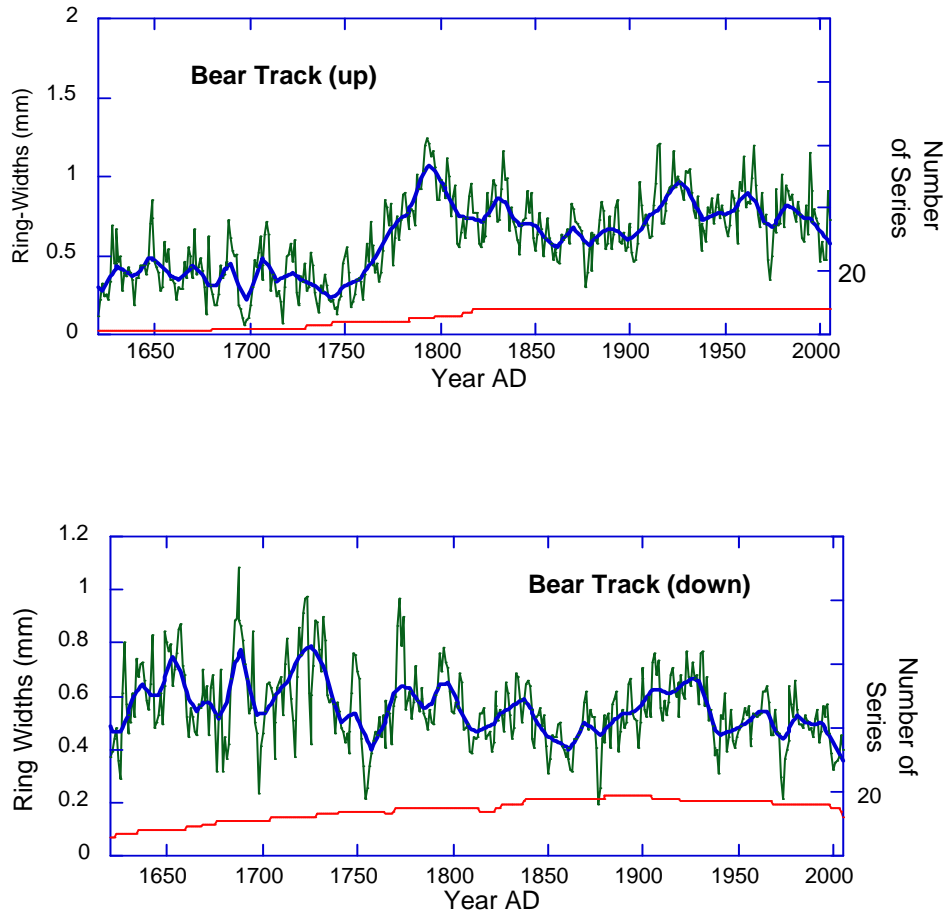 2
1.5
1
0.5
0
Ring-Widths (mm)
Bear Track (up)
Number
of Series
20
1650 1700 1750 1800 1850 1900 1950 2000
Year AD
1.2
1
0.8
0.6
0.4
0.2
0
Ring Widths (mm)
Bear Track (down)
Number of
Series
20
1650 1700 1750 1800 1850 1900 1950 2000
Year AD